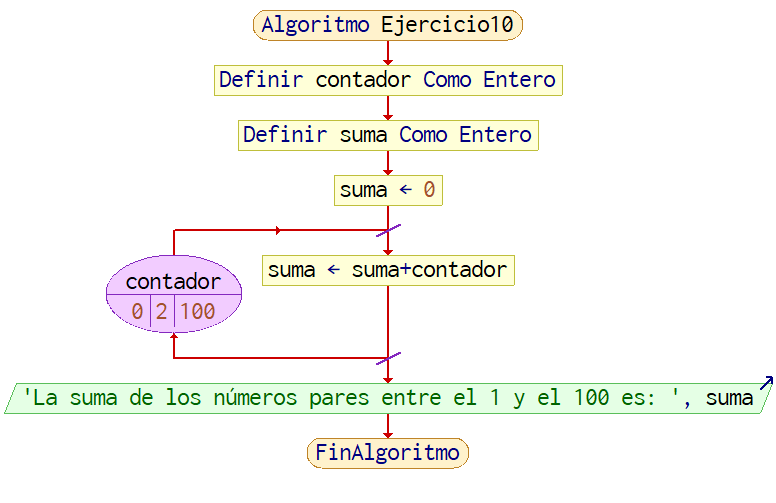 Algoritmo Ejercicio10
Definir contador Como Entero
Definir suma Como Entero
suma ← 0
suma ← suma+contador
contador
0 2 100
'La suma de los números pares entre el 1 y el 100 es: ', suma
FinAlgoritmo